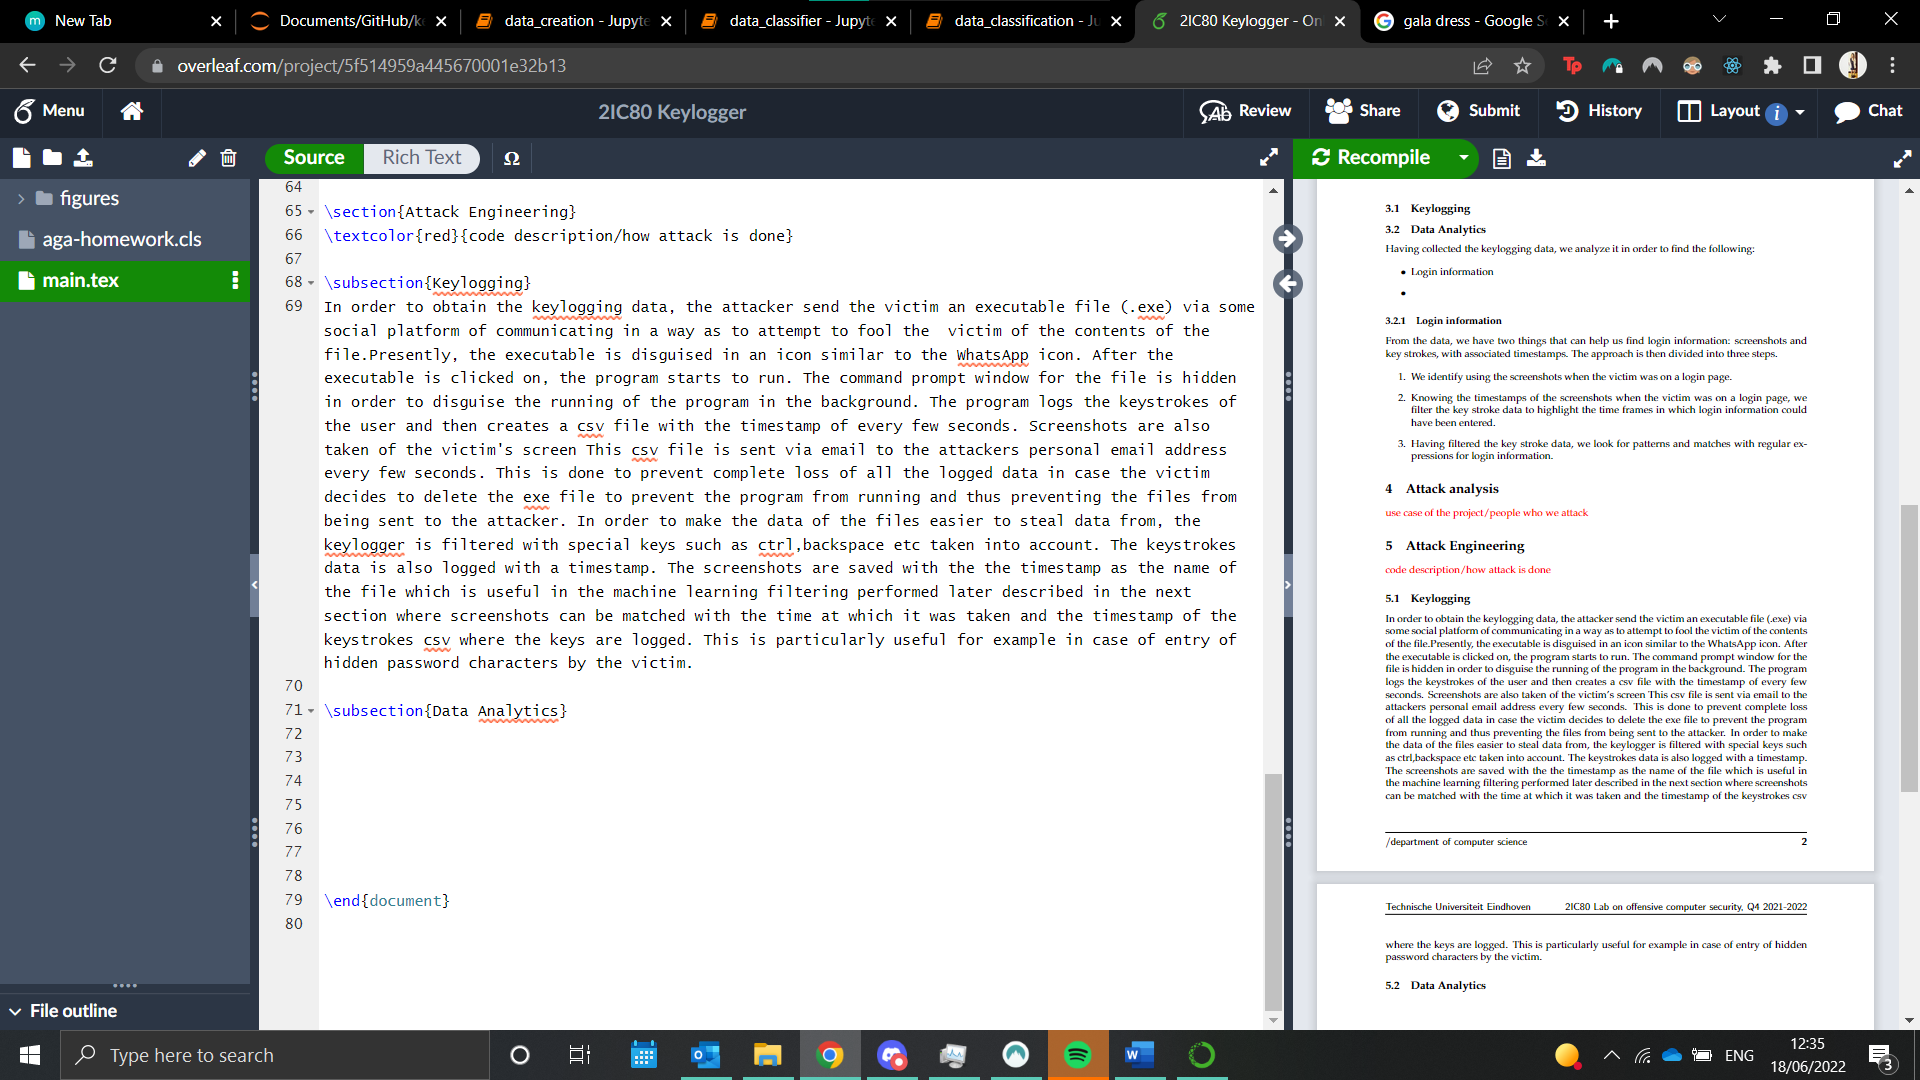 New Tab
Documents/GitHub/k
data_creation - Jupyte
data_classifier - Jupyt
data_classification - Ju
2IC80 Keylogger - On
gala dress - Google S
overleaf.com/project/5f514959a445670001e32b13
Menu
2IC80 Keylogger
Review
Share
Submit
History
Layout
Chat
Source
Rich Text
Ω
Recompile
figures
aga-homework.cls
main.tex
File outline
64
65 \section{Attack Engineering}
66 \textcolor{red}{code description/how attack is done}
67
68 \subsection{Keylogging}
69 In order to obtain the keylogging data, the attacker send the victim an executable file (.exe) via some
social platform of communicating in a way as to attempt to fool the  victim of the contents of the
file.Presently, the executable is disguised in an icon similar to the WhatsApp icon. After the
executable is clicked on, the program starts to run. The command prompt window for the file is hidden
in order to disguise the running of the program in the background. The program logs the keystrokes of
the user and then creates a csv file with the timestamp of every few seconds. Screenshots are also
taken of the victim's screen This csv file is sent via email to the attackers personal email address
every few seconds. This is done to prevent complete loss of all the logged data in case the victim
decides to delete the exe file to prevent the program from running and thus preventing the files from
being sent to the attacker. In order to make the data of the files easier to steal data from, the
keylogger is filtered with special keys such as ctrl,backspace etc taken into account. The keystrokes
data is also logged with a timestamp. The screenshots are saved with the the timestamp as the name of
the file which is useful in the machine learning filtering performed later described in the next
section where screenshots can be matched with the time at which it was taken and the timestamp of the
keystrokes csv where the keys are logged. This is particularly useful for example in case of entry of
hidden password characters by the victim.
70
71 \subsection{Data Analytics}
72
73
74
75
76
77
78
79 \end{document}
80
3.1 Keylogging
3.2 Data Analytics
Having collected the keylogging data, we analyze it in order to find the following:
• Login information
•
3.2.1 Login information
From the data, we have two things that can help us find login information: screenshots and
key strokes, with associated timestamps. The approach is then divided into three steps.
1. We identify using the screenshots when the victim was on a login page.
2. Knowing the timestamps of the screenshots when the victim was on a login page, we
filter the key stroke data to highlight the time frames in which login information could
have been entered.
3. Having filtered the key stroke data, we look for patterns and matches with regular ex-
pressions for login information.
4 Attack analysis
use case of the project/people who we attack
5 Attack Engineering
code description/how attack is done
5.1 Keylogging
In order to obtain the keylogging data, the attacker send the victim an executable file (.exe) via
some social platform of communicating in a way as to attempt to fool the victim of the contents
of the file.Presently, the executable is disguised in an icon similar to the WhatsApp icon. After
the executable is clicked on, the program starts to run. The command prompt window for the
file is hidden in order to disguise the running of the program in the background. The program
logs the keystrokes of the user and then creates a csv file with the timestamp of every few
seconds. Screenshots are also taken of the victim's screen This csv file is sent via email to the
attackers personal email address every few seconds. This is done to prevent complete loss
of all the logged data in case the victim decides to delete the exe file to prevent the program
from running and thus preventing the files from being sent to the attacker. In order to make
the data of the files easier to steal data from, the keylogger is filtered with special keys such
as ctrl,backspace etc taken into account. The keystrokes data is also logged with a timestamp.
The screenshots are saved with the the timestamp as the name of the file which is useful in
the machine learning filtering performed later described in the next section where screenshots
can be matched with the time at which it was taken and the timestamp of the keystrokes csv
/department of computer science 2
Technische Universiteit Eindhoven 2IC80 Lab on offensive computer security, Q4 2021-2022
where the keys are logged. This is particularly useful for example in case of entry of hidden
password characters by the victim.
5.2 Data Analytics
Type here to search
ENG
12:35
18/06/2022
3